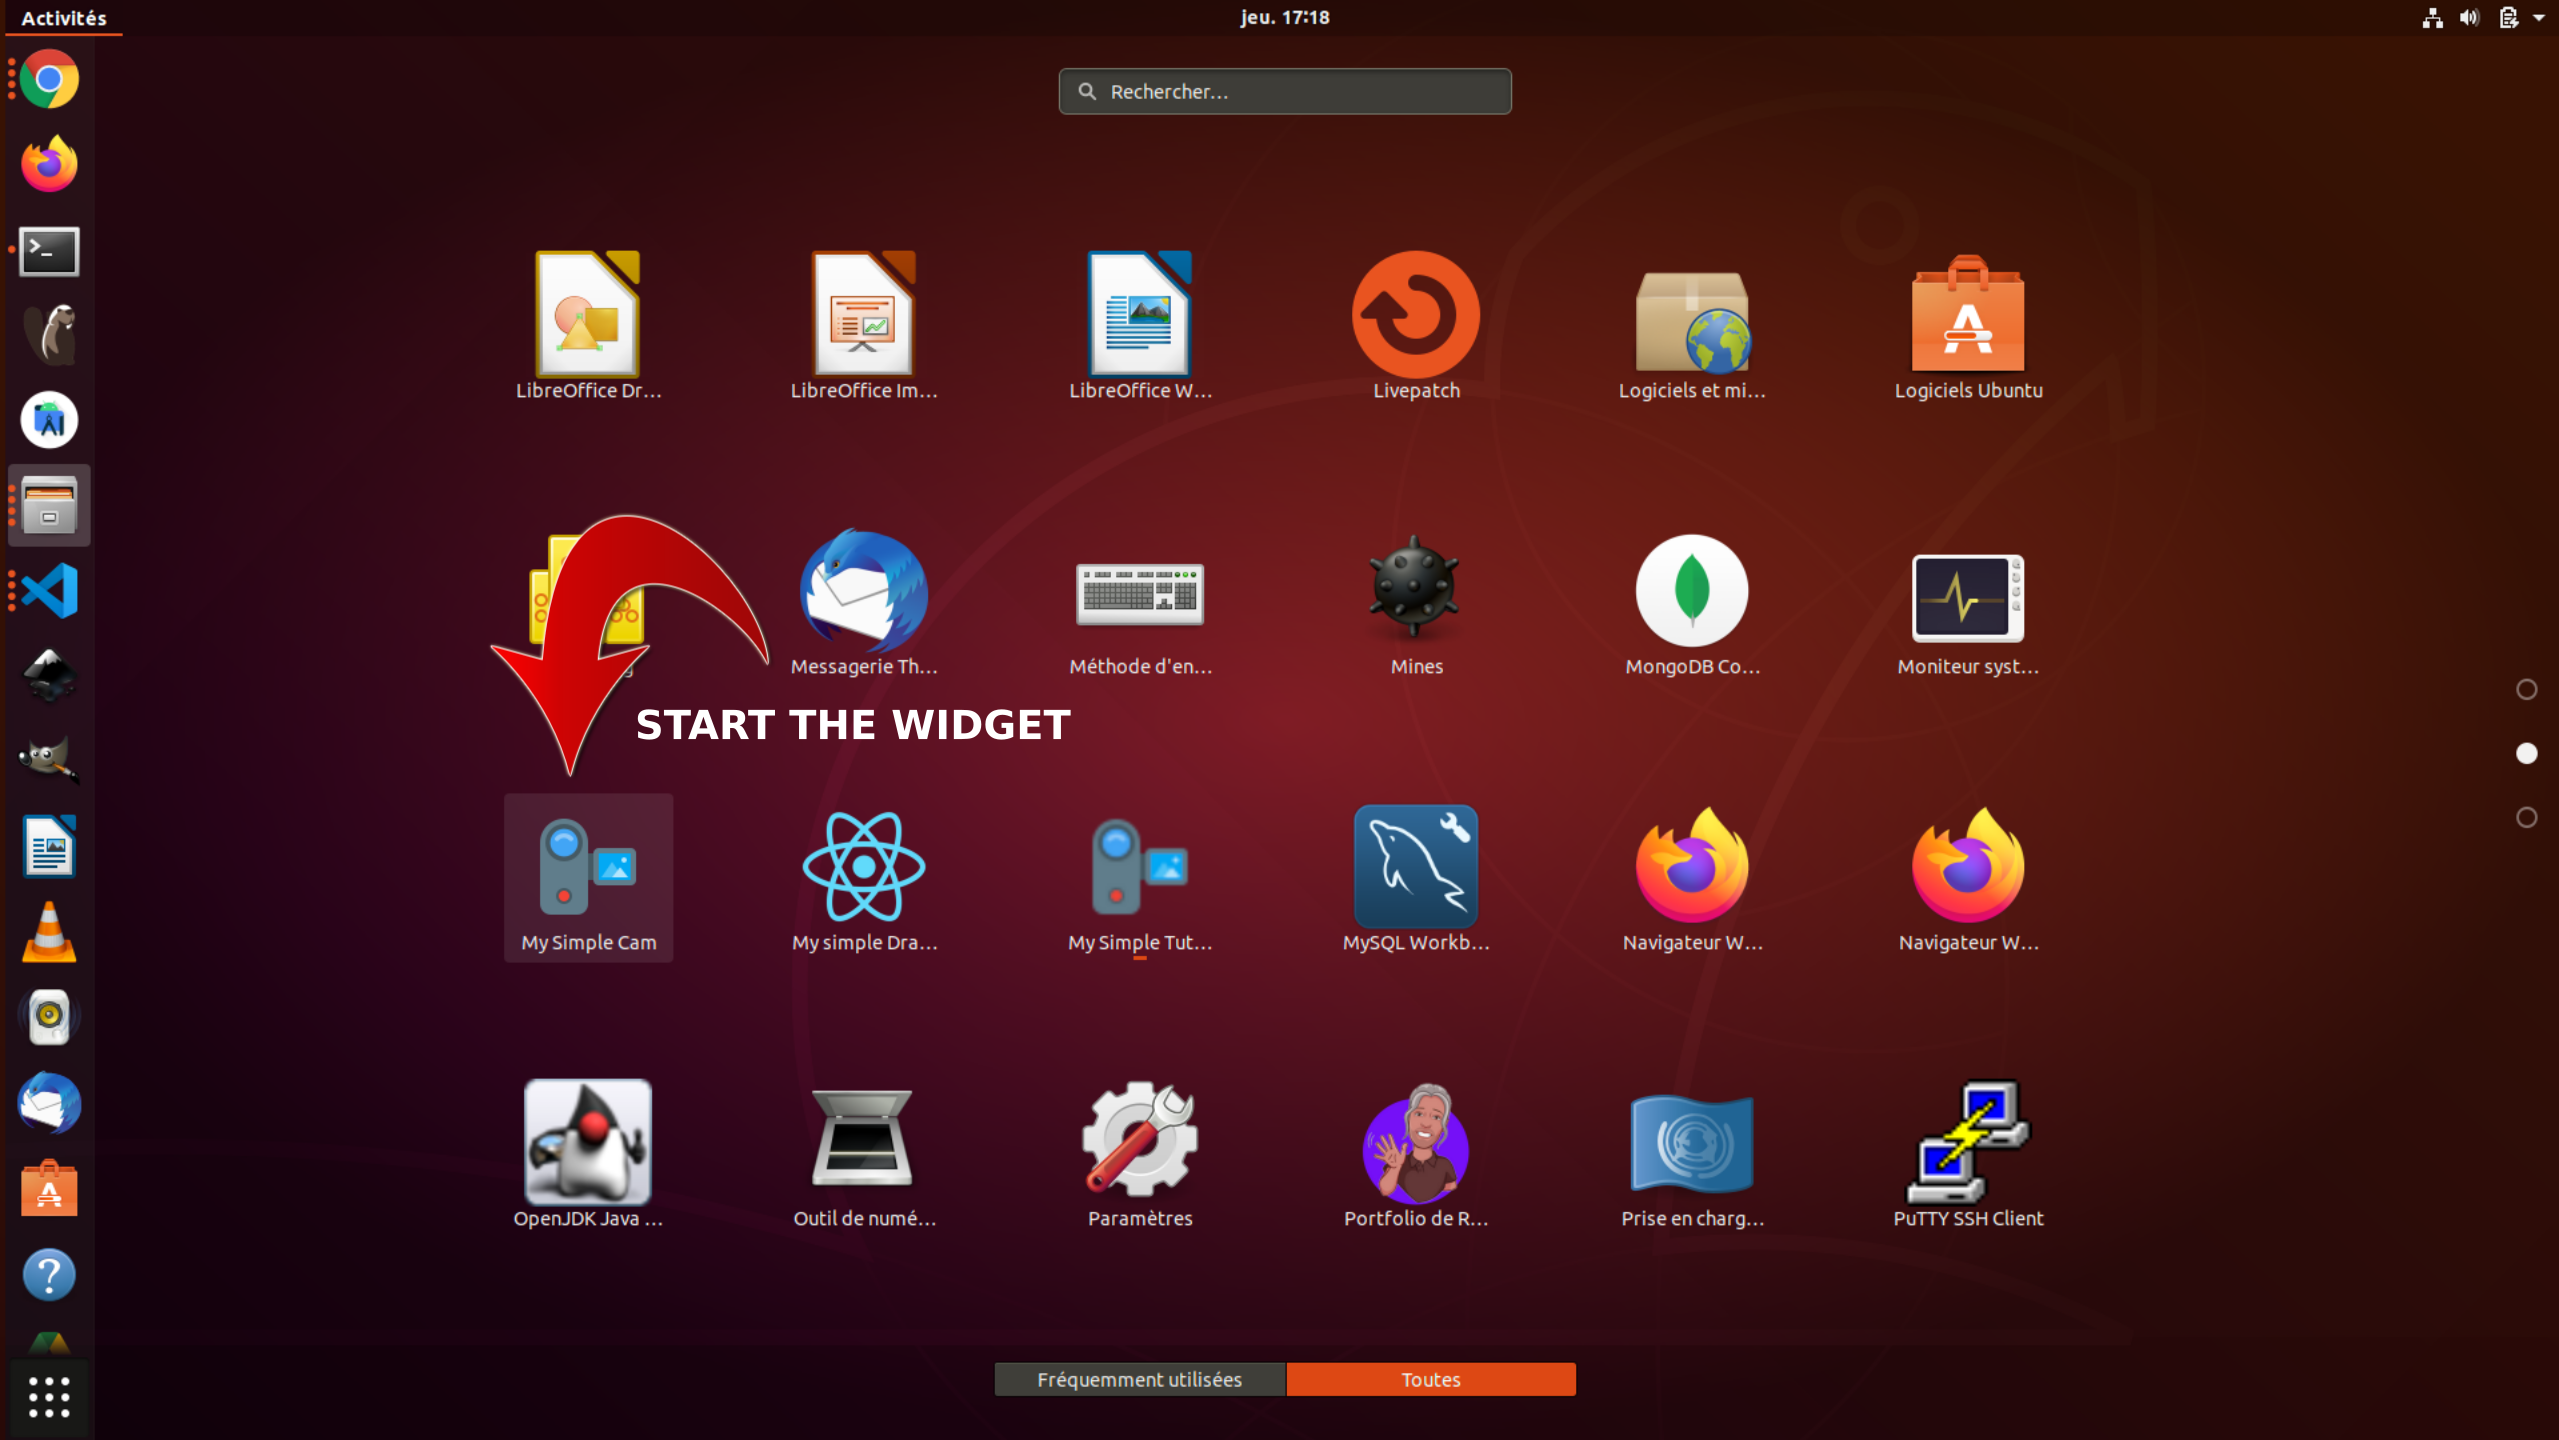 Activités
jeu. 17:18
Rechercher...
LibreOffice Dr...
LibreOffice Im...
LibreOffice W...
Livepatch
Logiciels et mi...
Logiciels Ubuntu
Messagerie Th...
Méthode d'en...
Mines
MongoDB Co...
Moniteur syst...
START THE WIDGET
My Simple Cam
My simple Dra...
My Simple Tut...
MySQL Workb...
Navigateur W...
Navigateur W...
OpenJDK Java ...
Outil de numé...
Paramètres
Portfolio de R...
Prise en charg...
PuTTY SSH Client
Fréquemment utilisées
Toutes